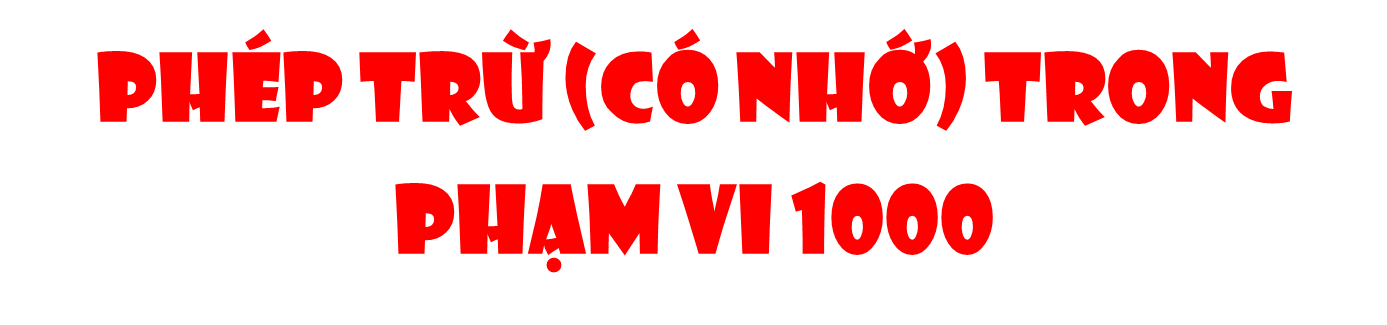 PHÉP TRỪ (CÓ NHỚ) TRONG
PHẠM VI 1000